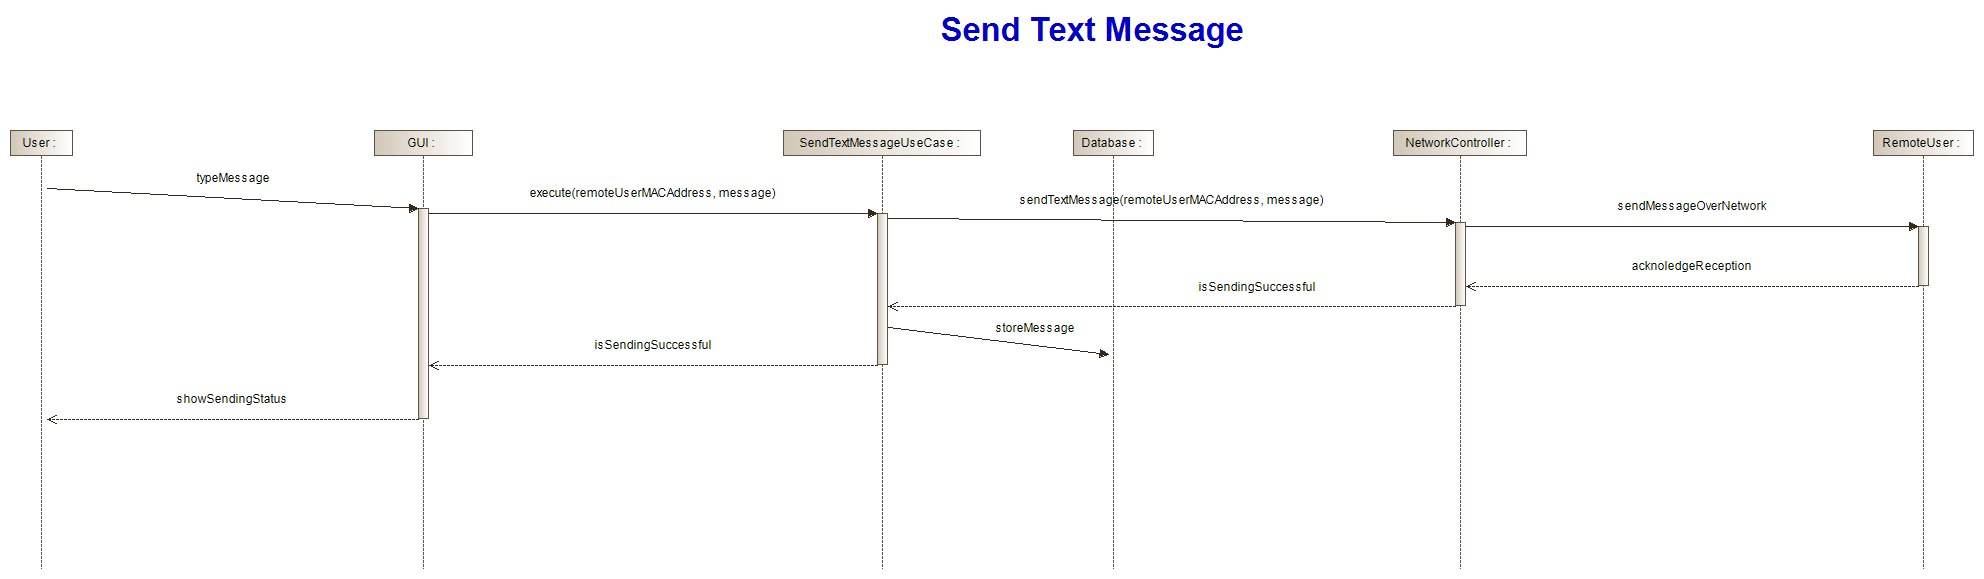 Send Text Message
User :
GUI :
SendTextMessageUseCase :
Database :
NetworkController :
RemoteUser :
typeMessage
execute(remoteUserMACAddress, message)
sendTextMessage(remoteUserMACAddress, message)
sendMessageOverNetwork
acknoledgeReception
isSendingSuccessful
storeMessage
isSendingSuccessful
showSendingStatus